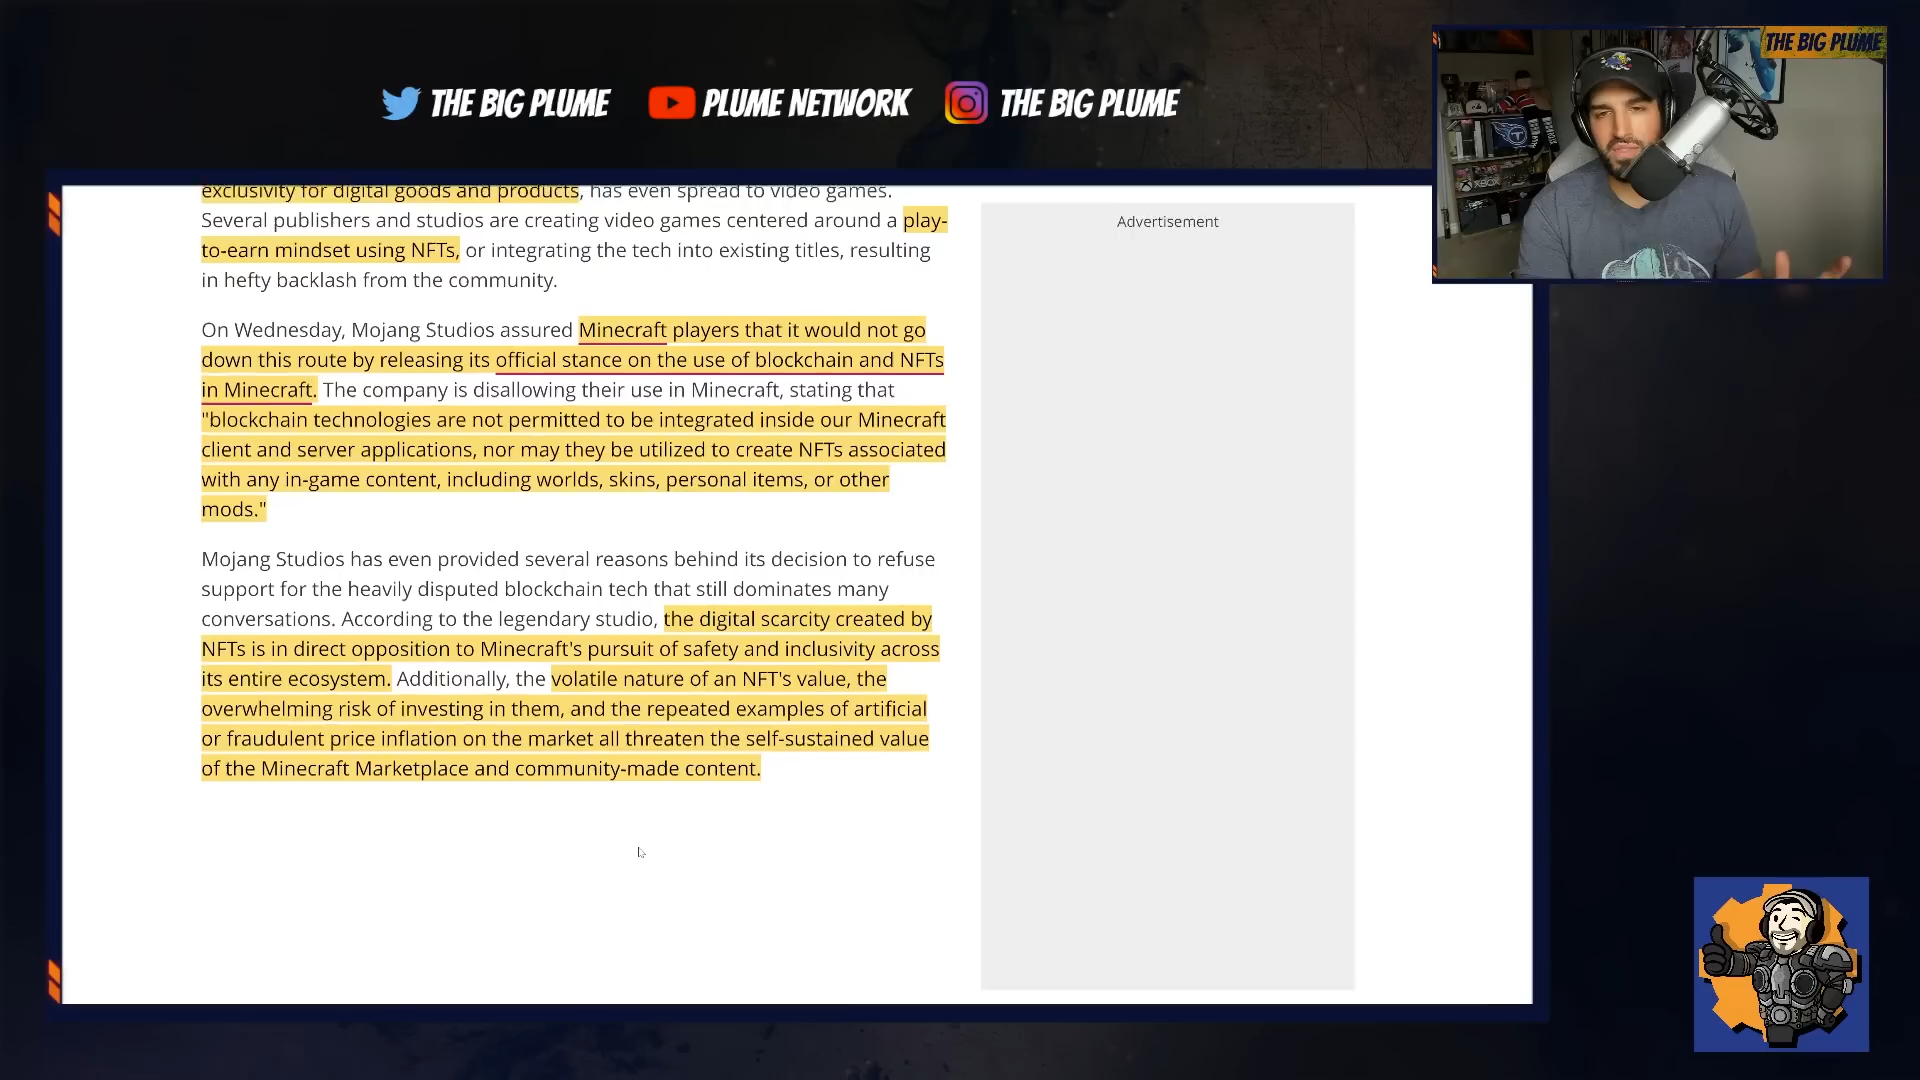 THE BIG PLUME
THE BIG PLUME PLUME NETWORK THE BIG PLUME
exclusivity for digital goods and products, has even spread to video games.
Several publishers and studios are creating video games centered around a play-
to-earn mindset using NFTs, or integrating the tech into existing titles, resulting
in hefty backlash from the community.
On Wednesday, Mojang Studios assured Minecraft players that it would not go
down this route by releasing its official stance on the use of blockchain and NFTs
in Minecraft. The company is disallowing their use in Minecraft, stating that
"blockchain technologies are not permitted to be integrated inside our Minecraft
client and server applications, nor may they be utilized to create NFTs associated
with any in-game content, including worlds, skins, personal items, or other
mods."
Mojang Studios has even provided several reasons behind its decision to refuse
support for the heavily disputed blockchain tech that still dominates many
conversations. According to the legendary studio, the digital scarcity created by
NFTs is in direct opposition to Minecraft's pursuit of safety and inclusivity across
its entire ecosystem. Additionally, the volatile nature of an NFT's value, the
overwhelming risk of investing in them, and the repeated examples of artificial
or fraudulent price inflation on the market all threaten the self-sustained value
of the Minecraft Marketplace and community-made content.
Advertisement
XBOX